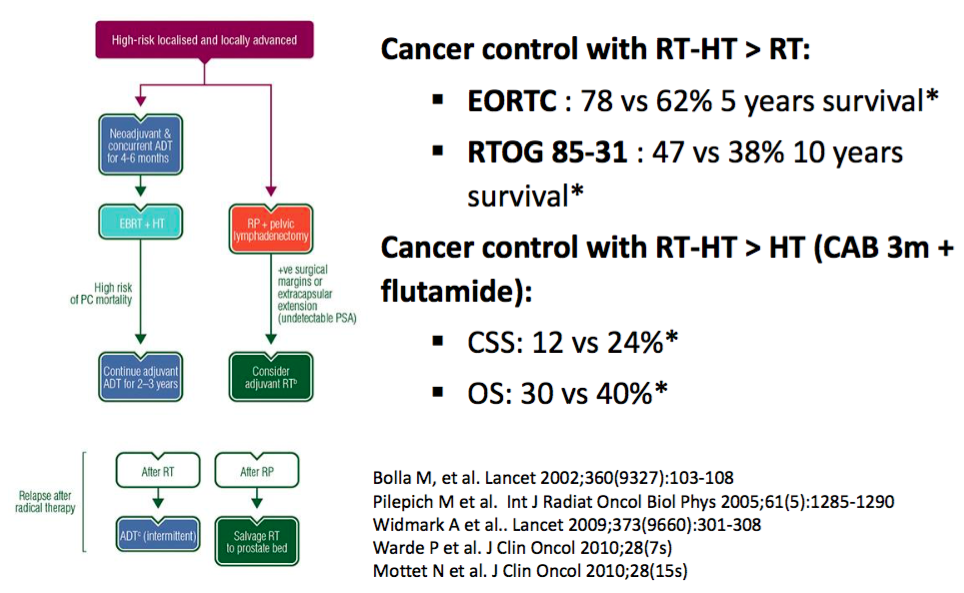 High-risk localised and locally advanced
Neoadjuvant &
concurrent ADT
for 4-6 months
EBRT + HT
RP + pelvic
lymphadenectomy
High risk
of PC mortality
+ve surgical
margins or
extracapsular
extension
(undetectable PSA)
Continue adjuvant
ADT for 2–3 years
Consider
adjuvant RTᵇ
Relapse after
radical therapy
After RT
After RP
ADTᶜ (intermittent)
Salvage RT
to prostate bed
Cancer control with RT-HT > RT:
▪ EORTC : 78 vs 62% 5 years survival*
▪ RTOG 85-31 : 47 vs 38% 10 years
survival*
Cancer control with RT-HT > HT (CAB 3m +
flutamide):
▪ CSS: 12 vs 24%*
▪ OS: 30 vs 40%*
Bolla M, et al. Lancet 2002;360(9327):103-108
Pilepich M et al. Int J Radiat Oncol Biol Phys 2005;61(5):1285-1290
Widmark A et al.. Lancet 2009;373(9660):301-308
Warde P et al. J Clin Oncol 2010;28(7s)
Mottet N et al. J Clin Oncol 2010;28(15s)